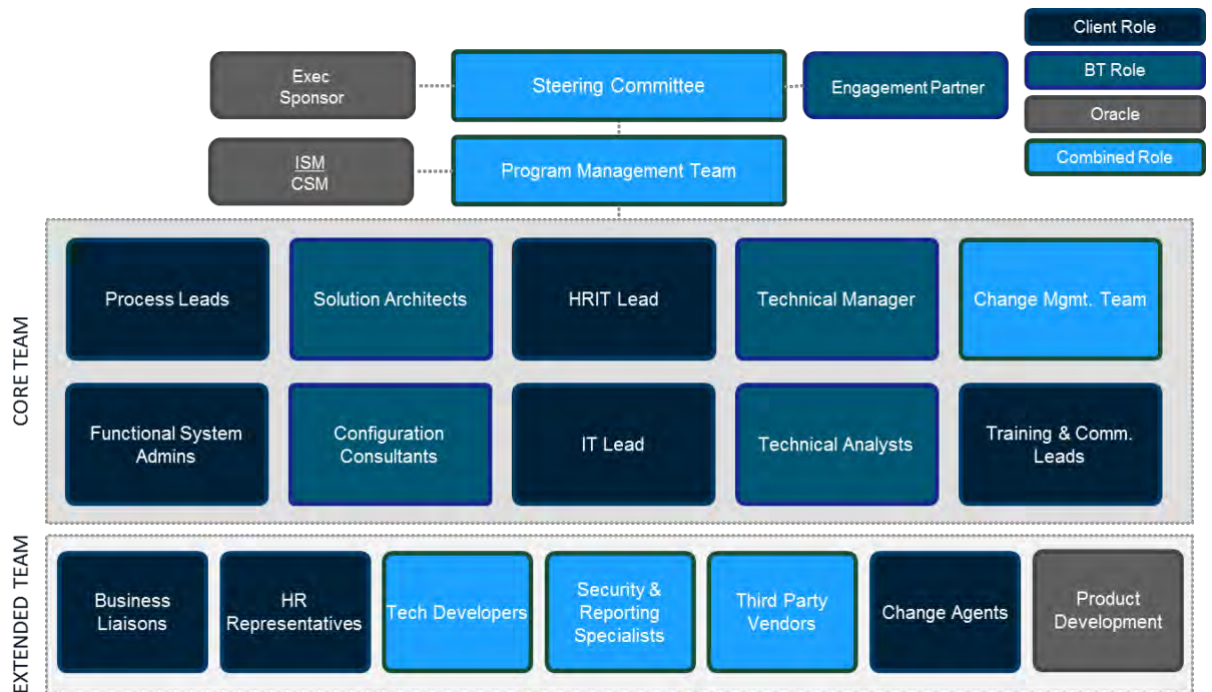 Client Role
BT Role
Oracle
Combined Role
Exec
Sponsor
Steering Committee
Engagement Partner
ISM
CSM
Program Management Team
CORE TEAM
Process Leads
Solution Architects
HRIT Lead
Technical Manager
Change Mgmt. Team
Functional System
Admins
Configuration
Consultants
IT Lead
Technical Analysts
Training & Comm.
Leads
EXTENDED TEAM
Business
Liaisons
HR
Representatives
Tech Developers
Security &
Reporting
Specialists
Third Party
Vendors
Change Agents
Product
Development